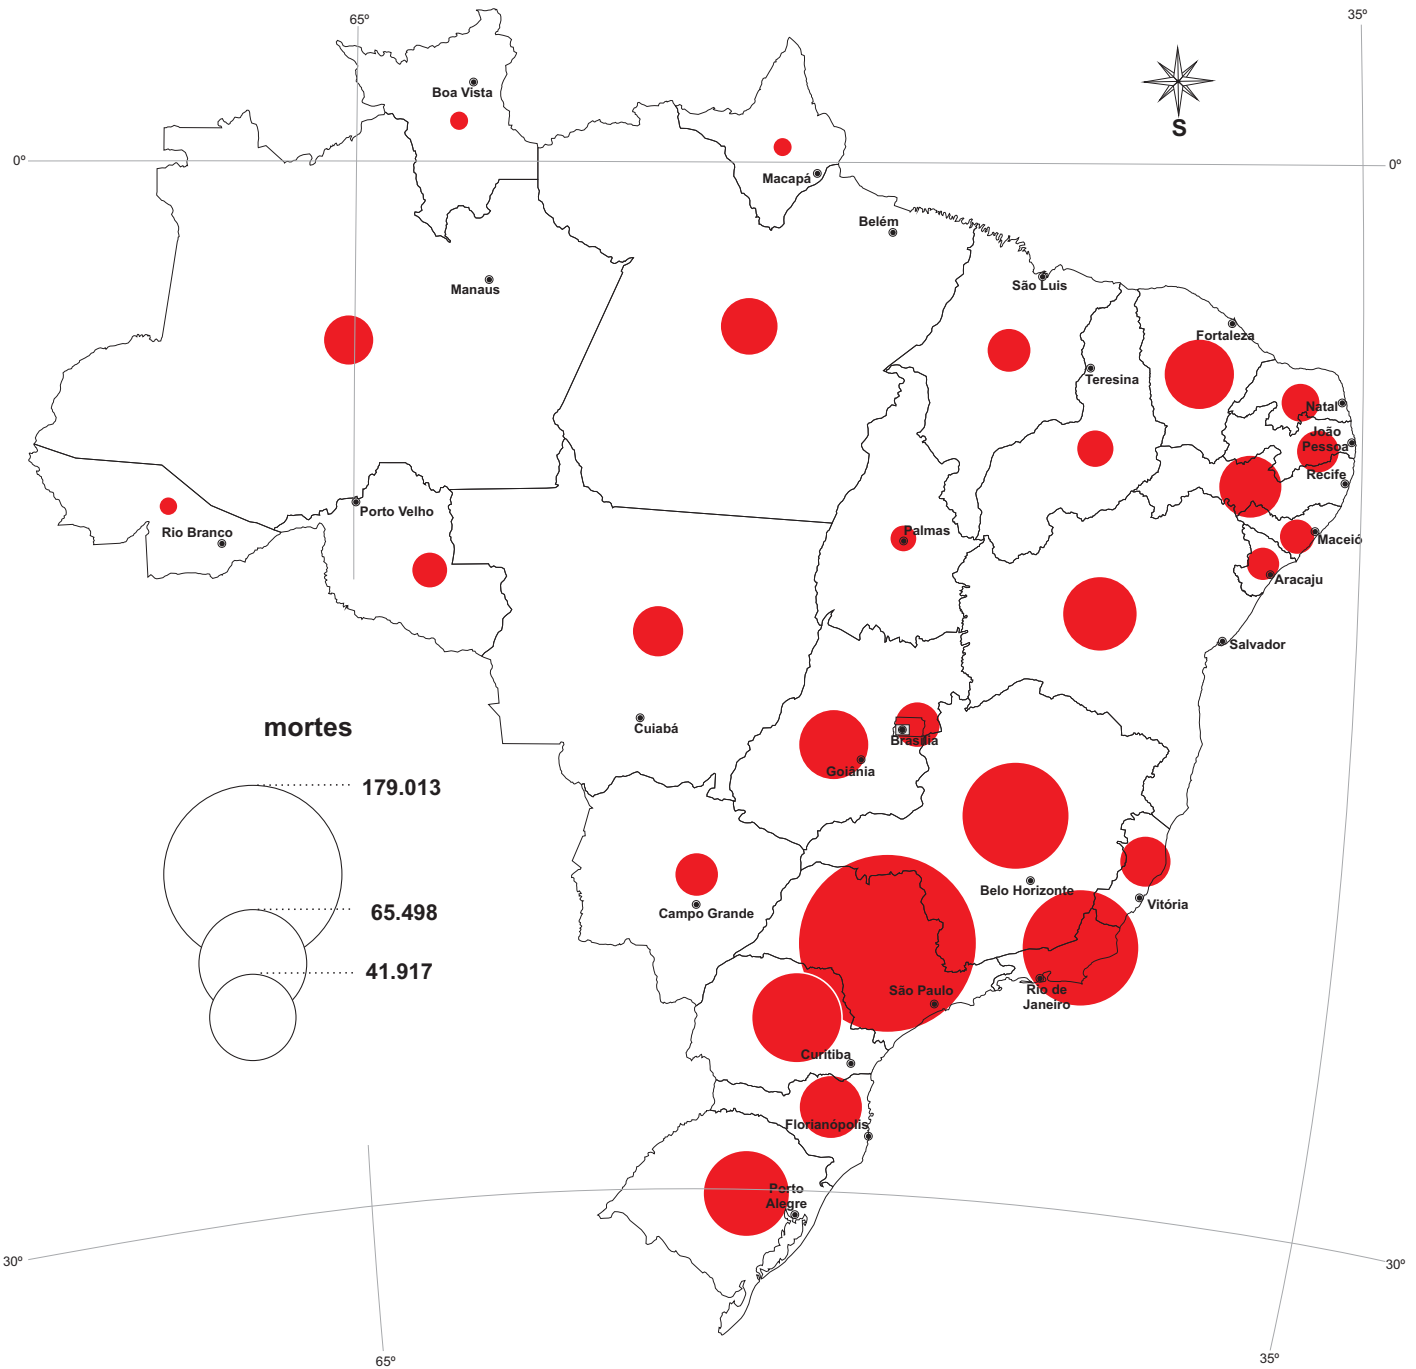 65º
35º
Boa Vista
S
0º
0º
Macapá
Belém
São Luis
Manaus
Fortaleza
Teresina
Natal
João
Pessoa
Recife
Porto Velho
Rio Branco
Palmas
Maceió
Aracaju
Salvador
mortes
Cuiabá
Brasília
Goiânia
179.013
Belo Horizonte
Vitória
65.498
Campo Grande
41.917
São Paulo
Rio de
Janeiro
Curitiba
Florianópolis
Porto
Alegre
30º
30º
65º
35º